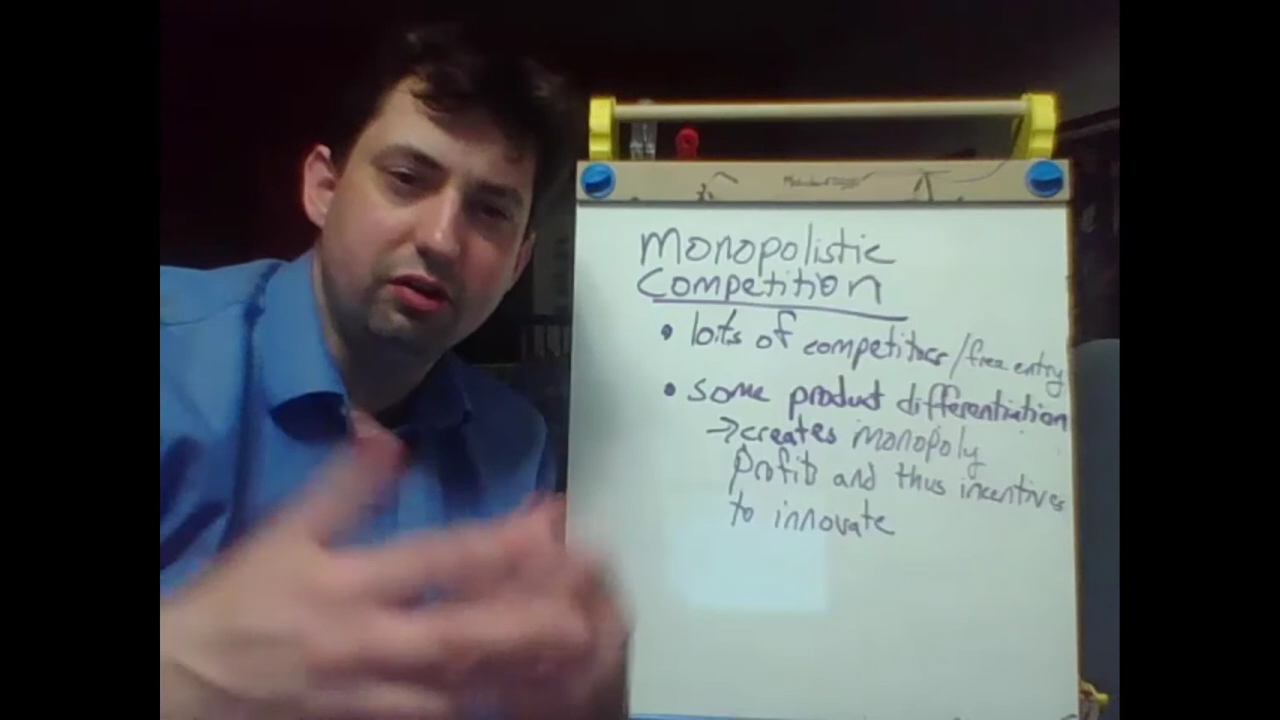 Monopolistic
Competition
• lots of competitors/free entry
• some product differentiation
→ creates monopoly
profits and thus incentives
to innovate